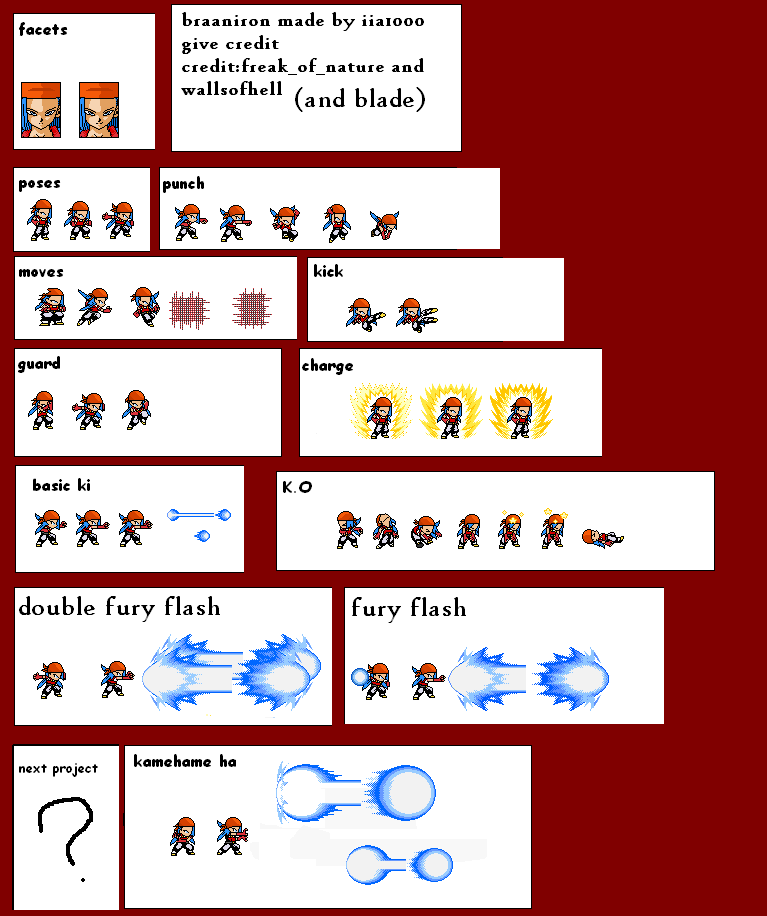 facets
braaniron made by iia1000
give credit
credit:freak_of_nature and
wallsofhell (and blade)
poses
punch
moves
kick
guard
charge
basic ki
K.O
double fury flash
fury flash
next project
?
kamehame ha